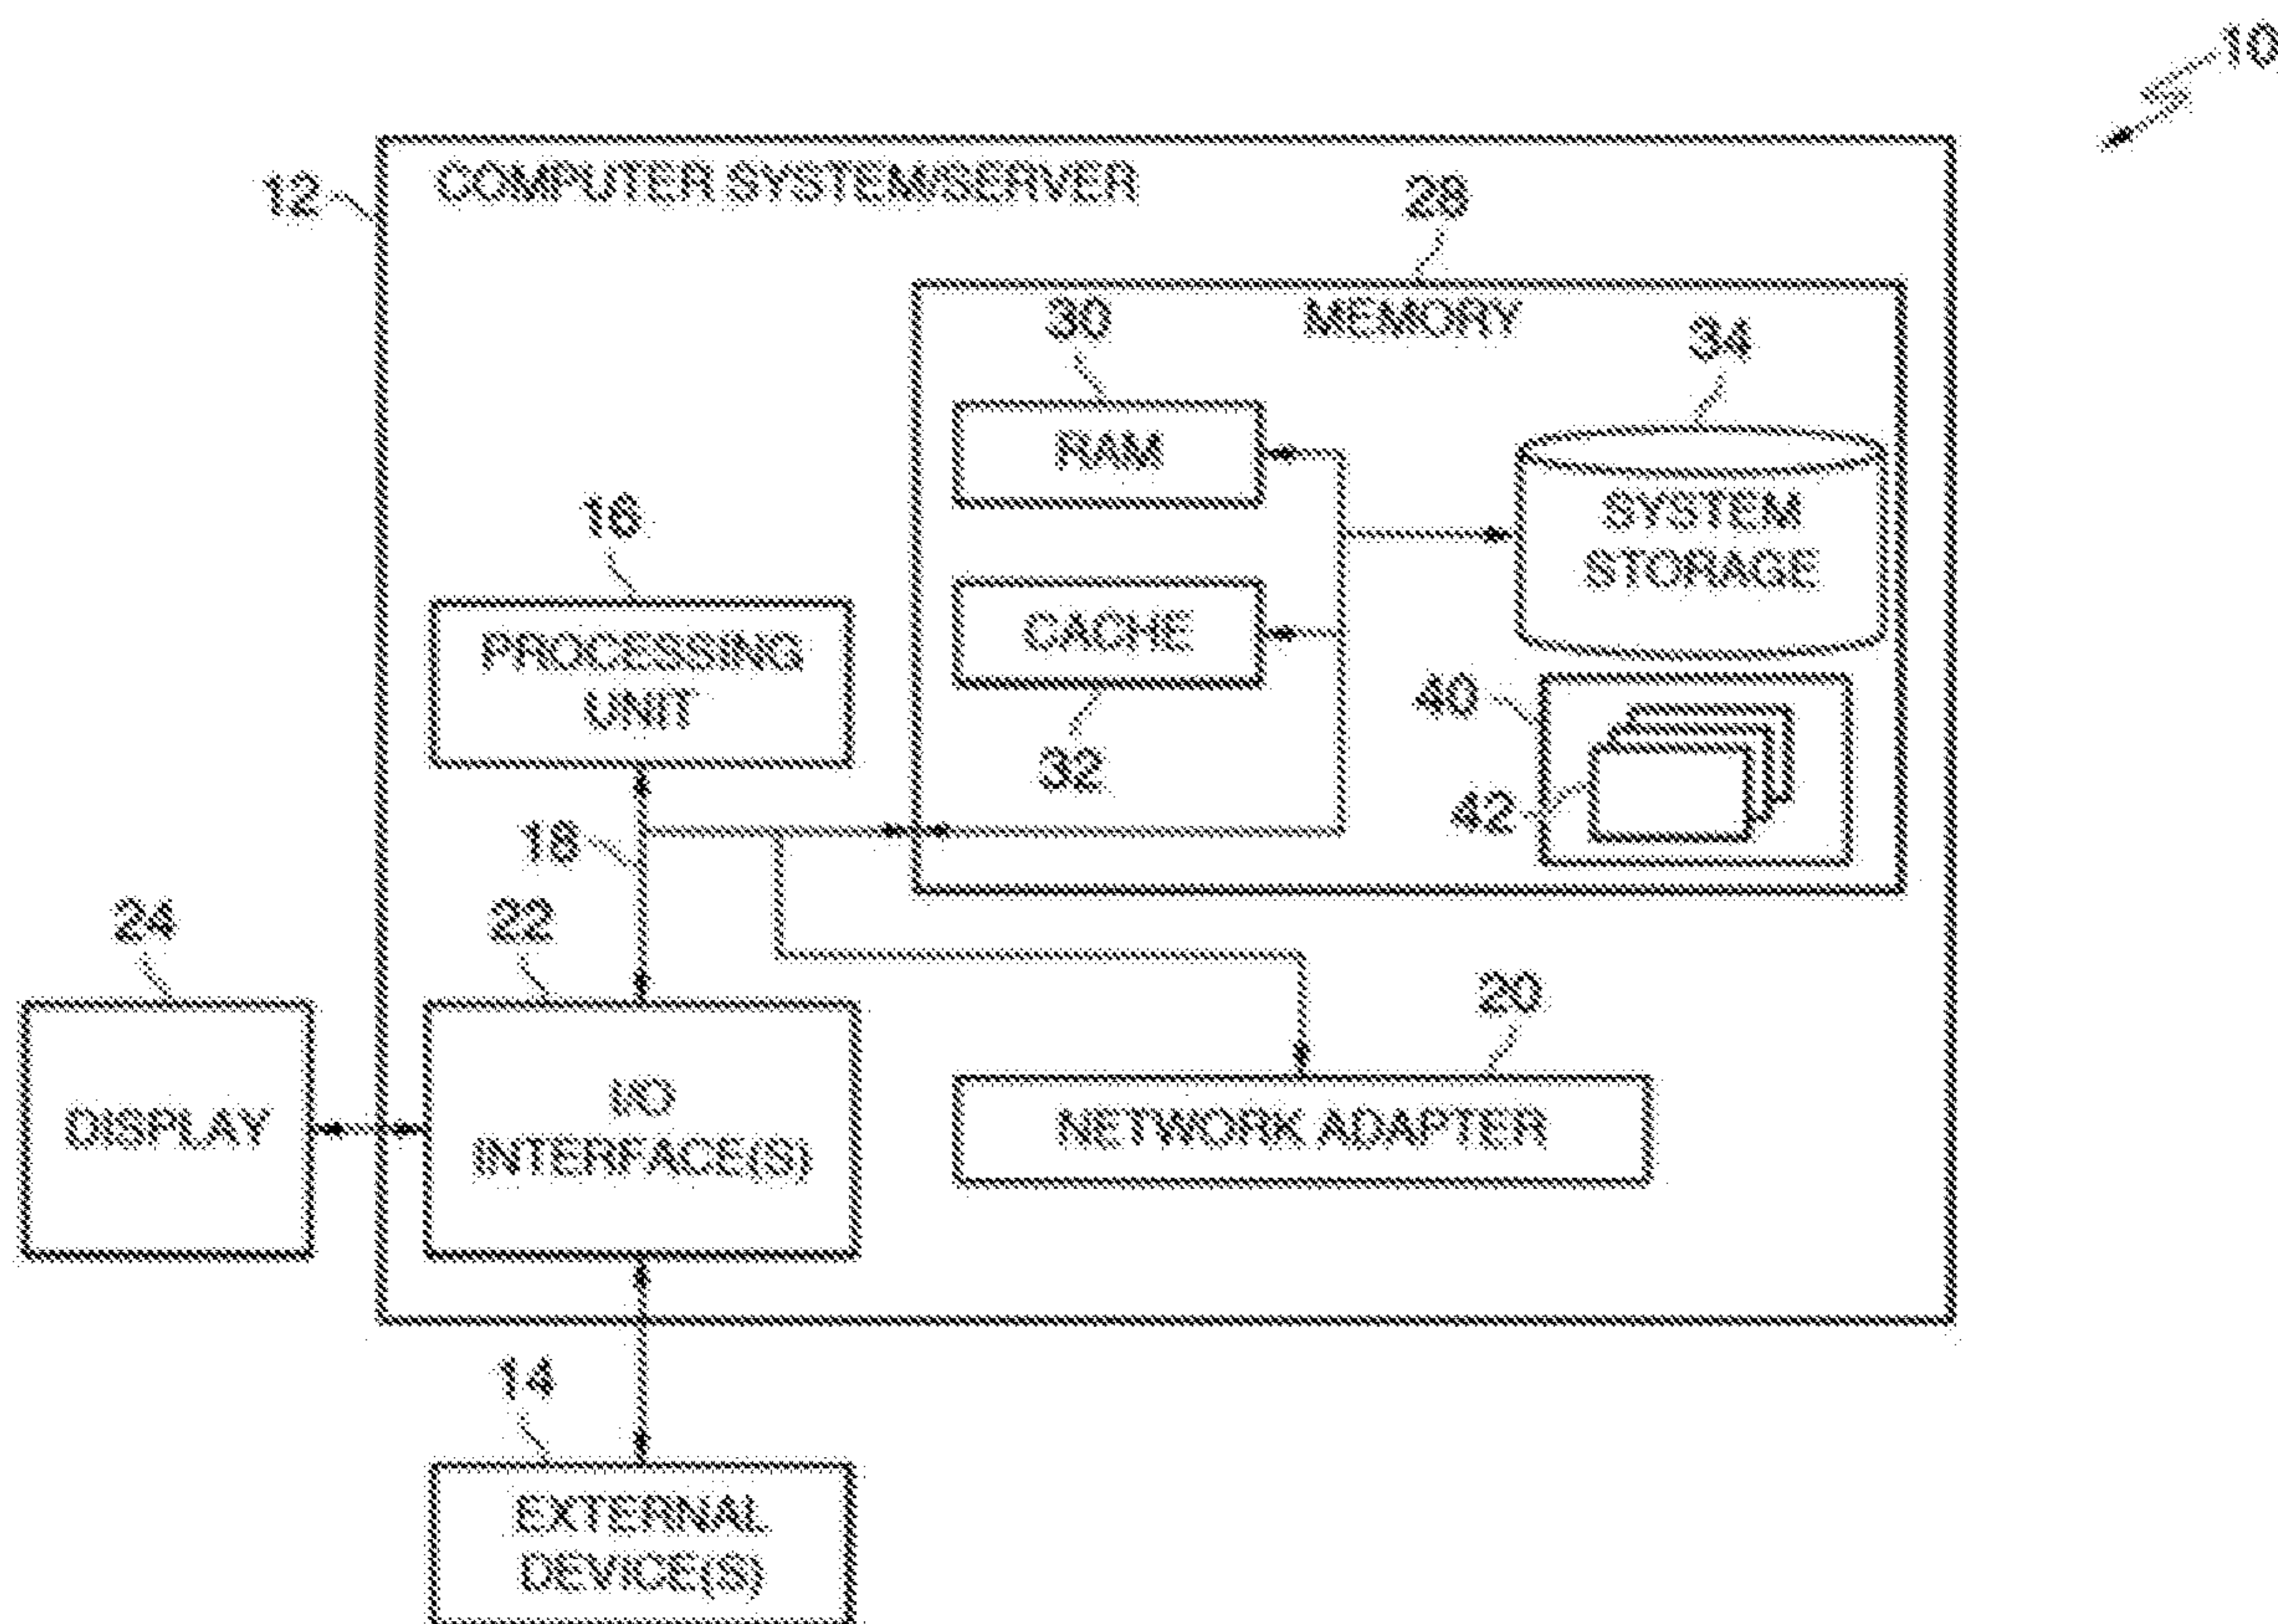 10
12
COMPUTER SYSTEM/SERVER
28
MEMORY
30
34
RAM
SYSTEM
STORAGE
16
PROCESSING
UNIT
CACHE
32
40
42
18
24
22
20
DISPLAY
I/O
INTERFACE(S)
NETWORK ADAPTER
14
EXTERNAL
DEVICE(S)